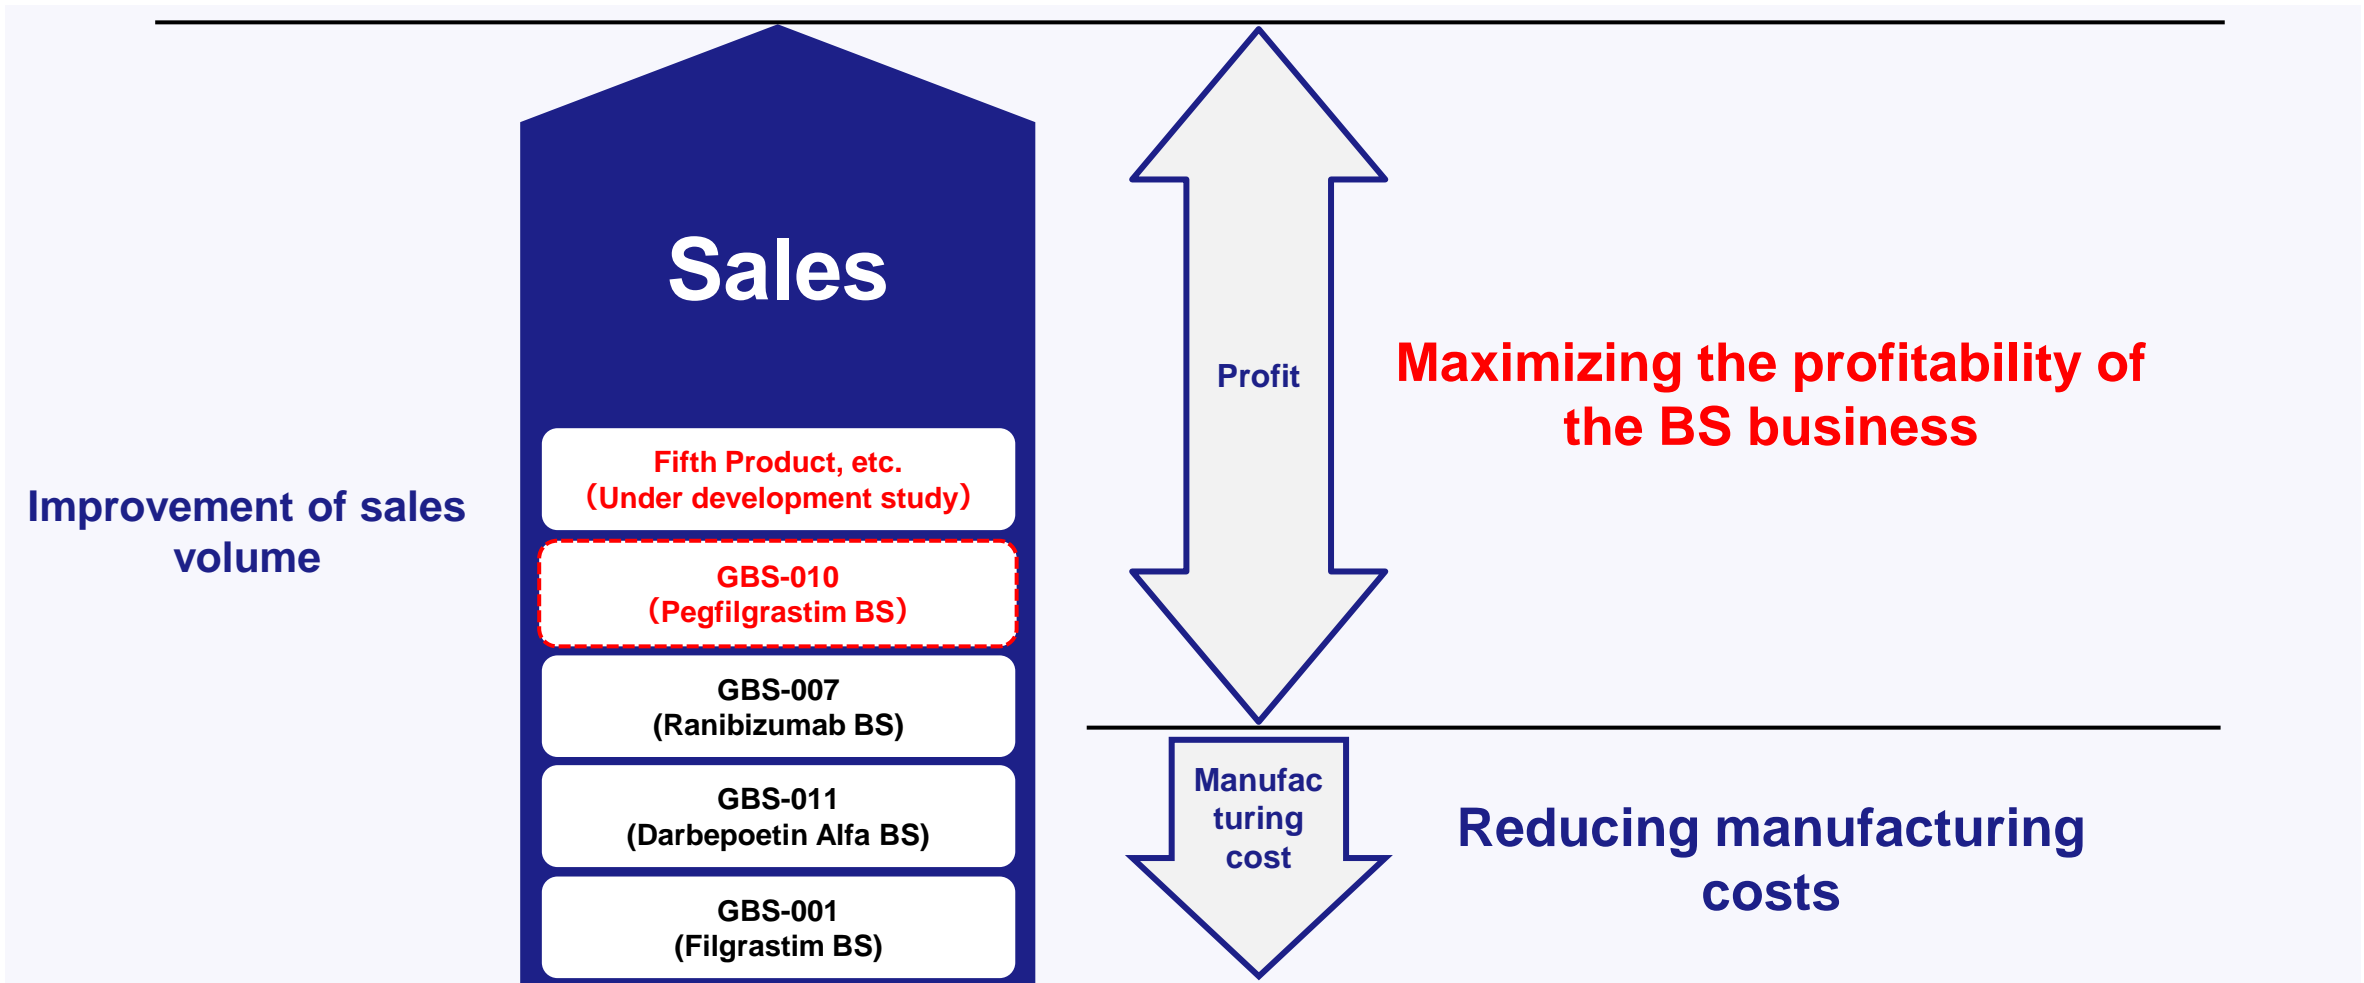 Improvement of sales
volume
Sales
Fifth Product, etc.
（Under development study）
GBS-010
（Pegfilgrastim BS）
GBS-007
(Ranibizumab BS)
GBS-011
(Darbepoetin Alfa BS)
GBS-001
(Filgrastim BS)
Profit
Maximizing the profitability of
the BS business
Manufac
turing
cost
Reducing manufacturing
costs